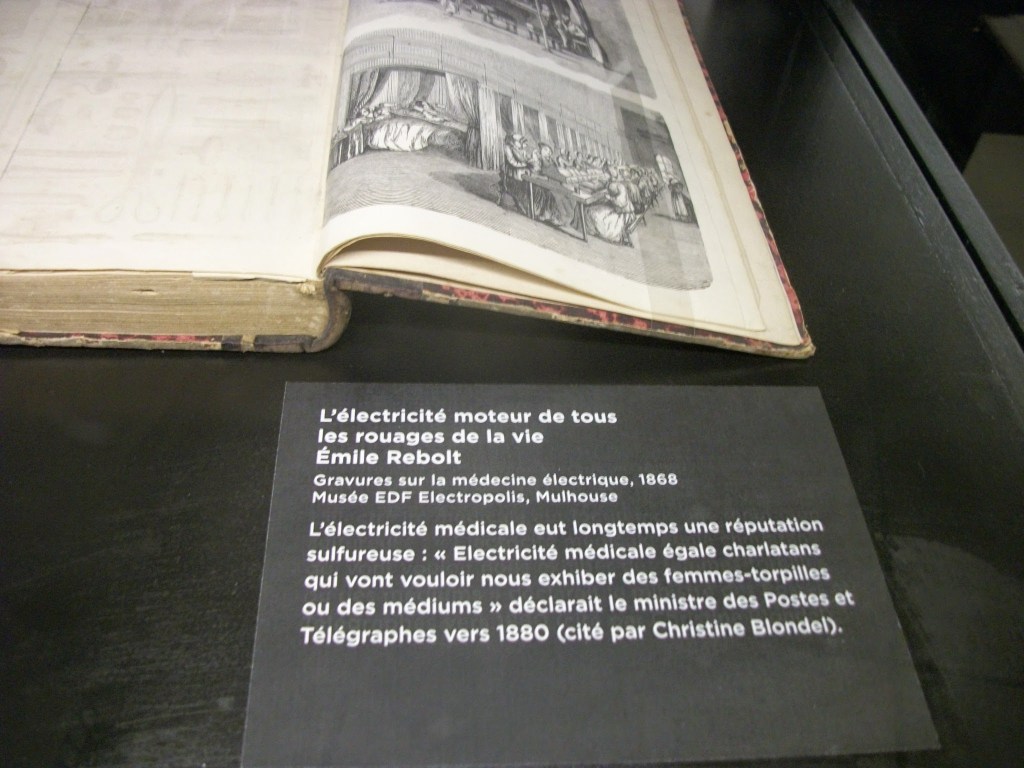 L'électricité moteur de tous
les rouages de la vie
Émile Rebolt
Gravures sur la médecine électrique, 1868
Musée EDF Electropolis, Mulhouse
L'électricité médicale eut longtemps une réputation
sulfureuse : « Electricité médicale égale charlatans
qui vont vouloir nous exhiber des femmes-torpilles
ou des médiums » déclarait le ministre des Postes et
Télégraphes vers 1880 (cité par Christine Blondel).